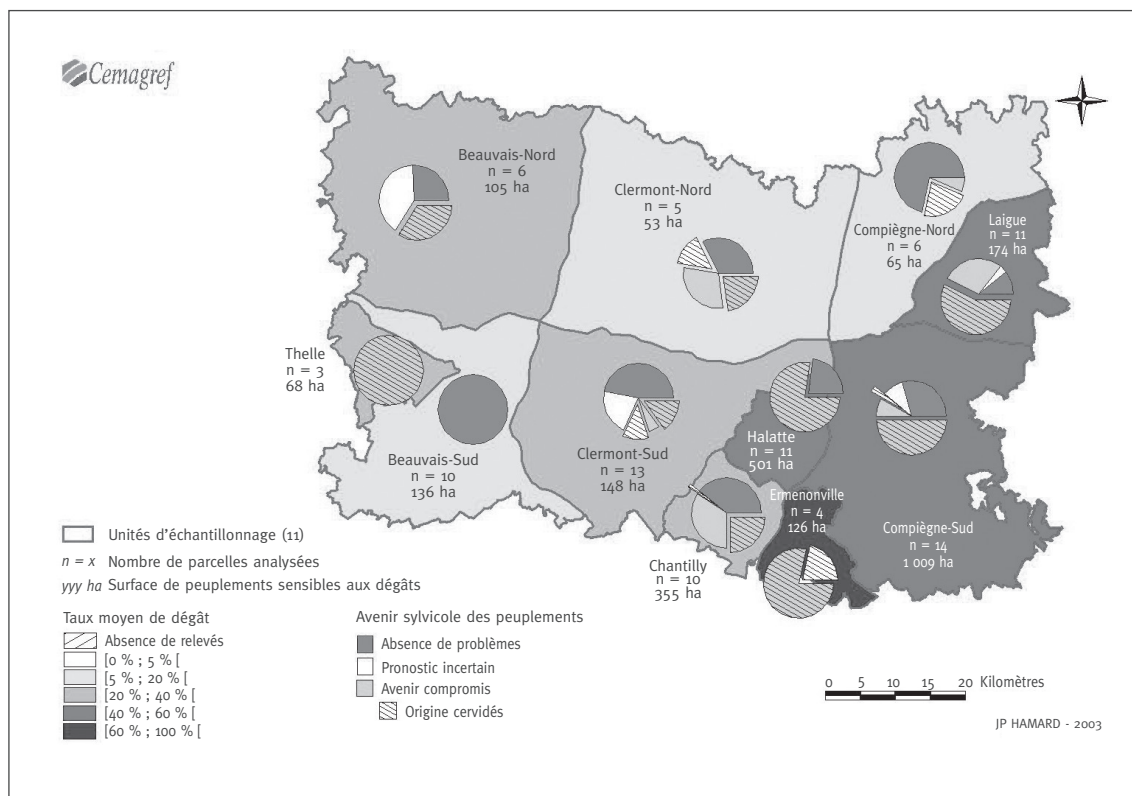 Cemagref
Beauvais-Nord
n = 6
105 ha
Clermont-Nord
n = 5
53 ha
Compiègne-Nord
n = 6
65 ha
Laigue
n = 11
174 ha
Thelle
n = 3
68 ha
Beauvais-Sud
n = 10
136 ha
Clermont-Sud
n = 13
148 ha
Halatte
n = 11
501 ha
Ermenonville
n = 4
126 ha
Compiègne-Sud
n = 14
1 009 ha
Chantilly
n = 10
355 ha
Unités d'échantillonnage (11)
n = x Nombre de parcelles analysées
yyy ha Surface de peuplements sensibles aux dégâts
Taux moyen de dégât
Absence de relevés
[0 % ; 5 % [
[5 % ; 20 % [
[20 % ; 40 % [
[40 % ; 60 % [
[60 % ; 100 % [
Avenir sylvicole des peuplements
Absence de problèmes
Pronostic incertain
Avenir compromis
Origine cervidés
0 5 10 15 20 Kilomètres
JP HAMARD - 2003